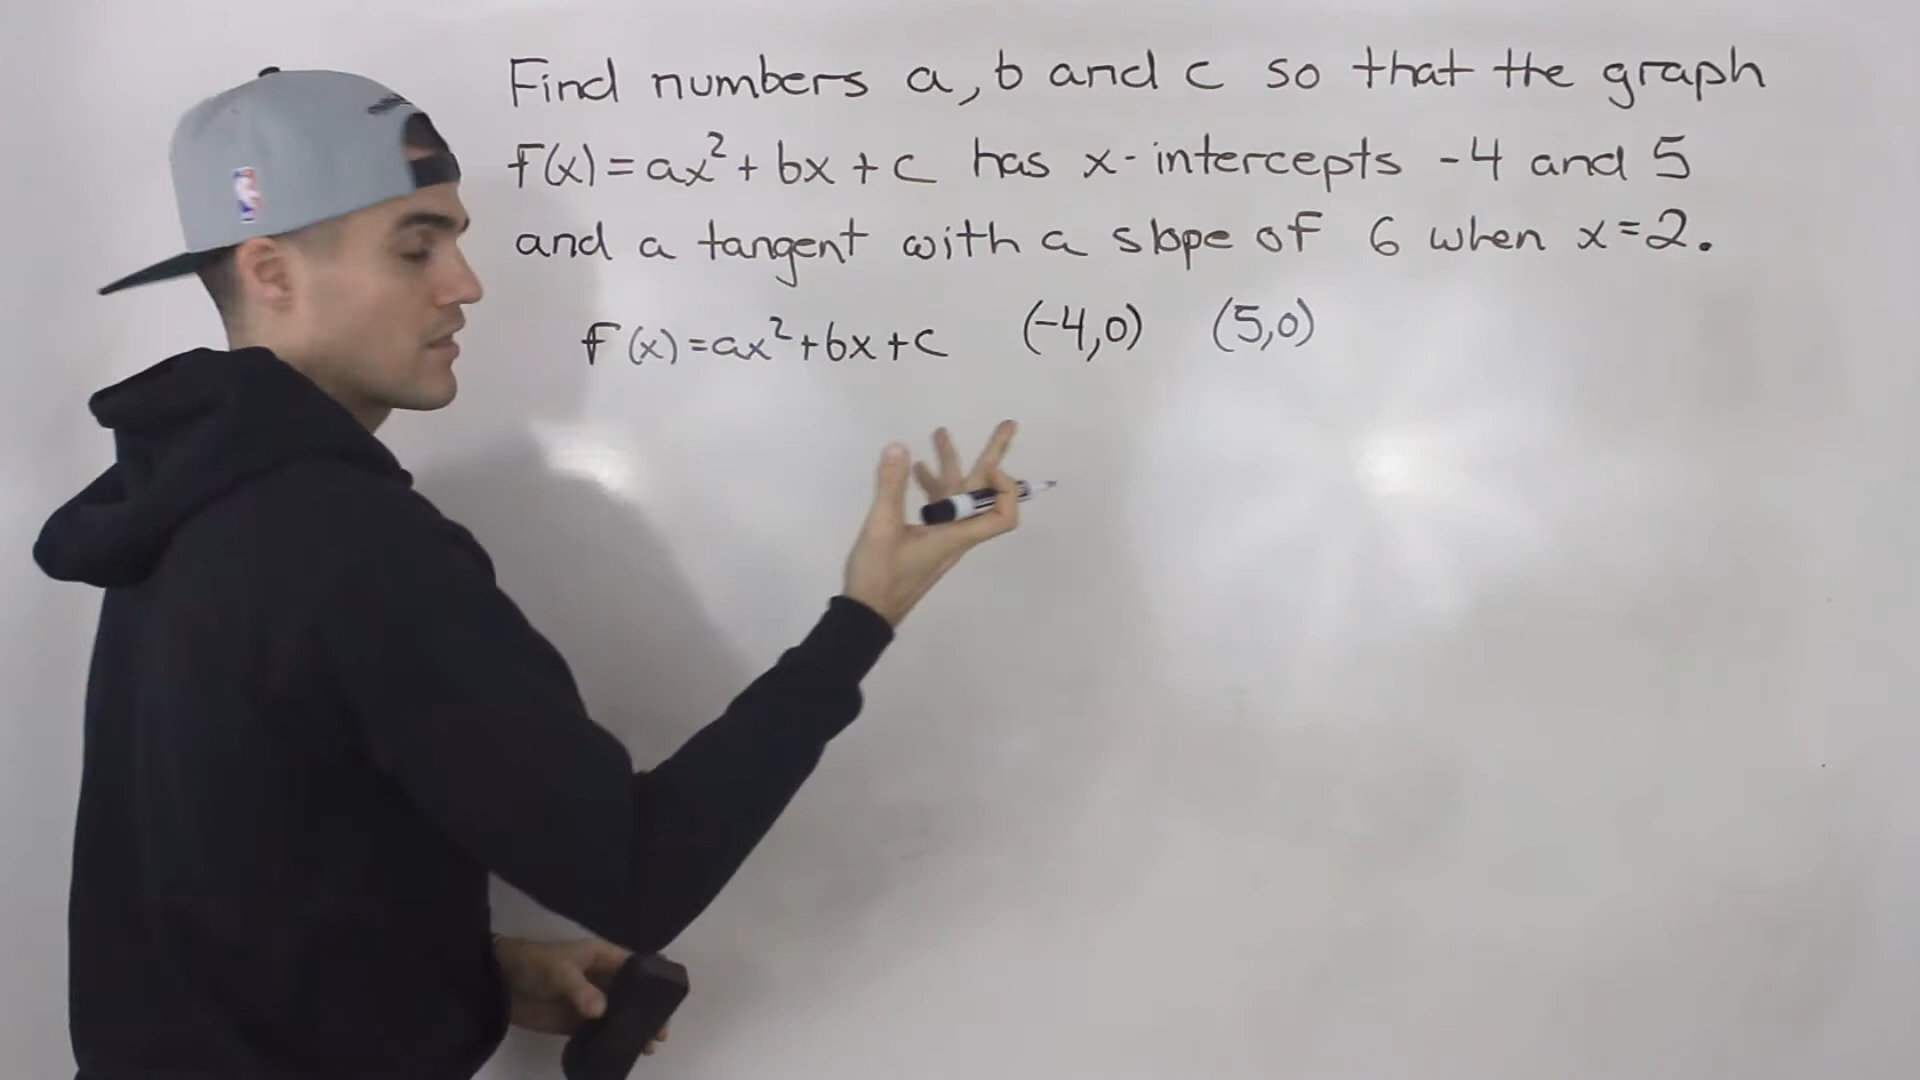 Find numbers a, b and c so that the graph
f(x) = ax² + bx + c has x-intercepts -4 and 5
and a tangent with a slope of 6 when x=2.
f(x)=ax²+bx+c (-4,0) (5,0)